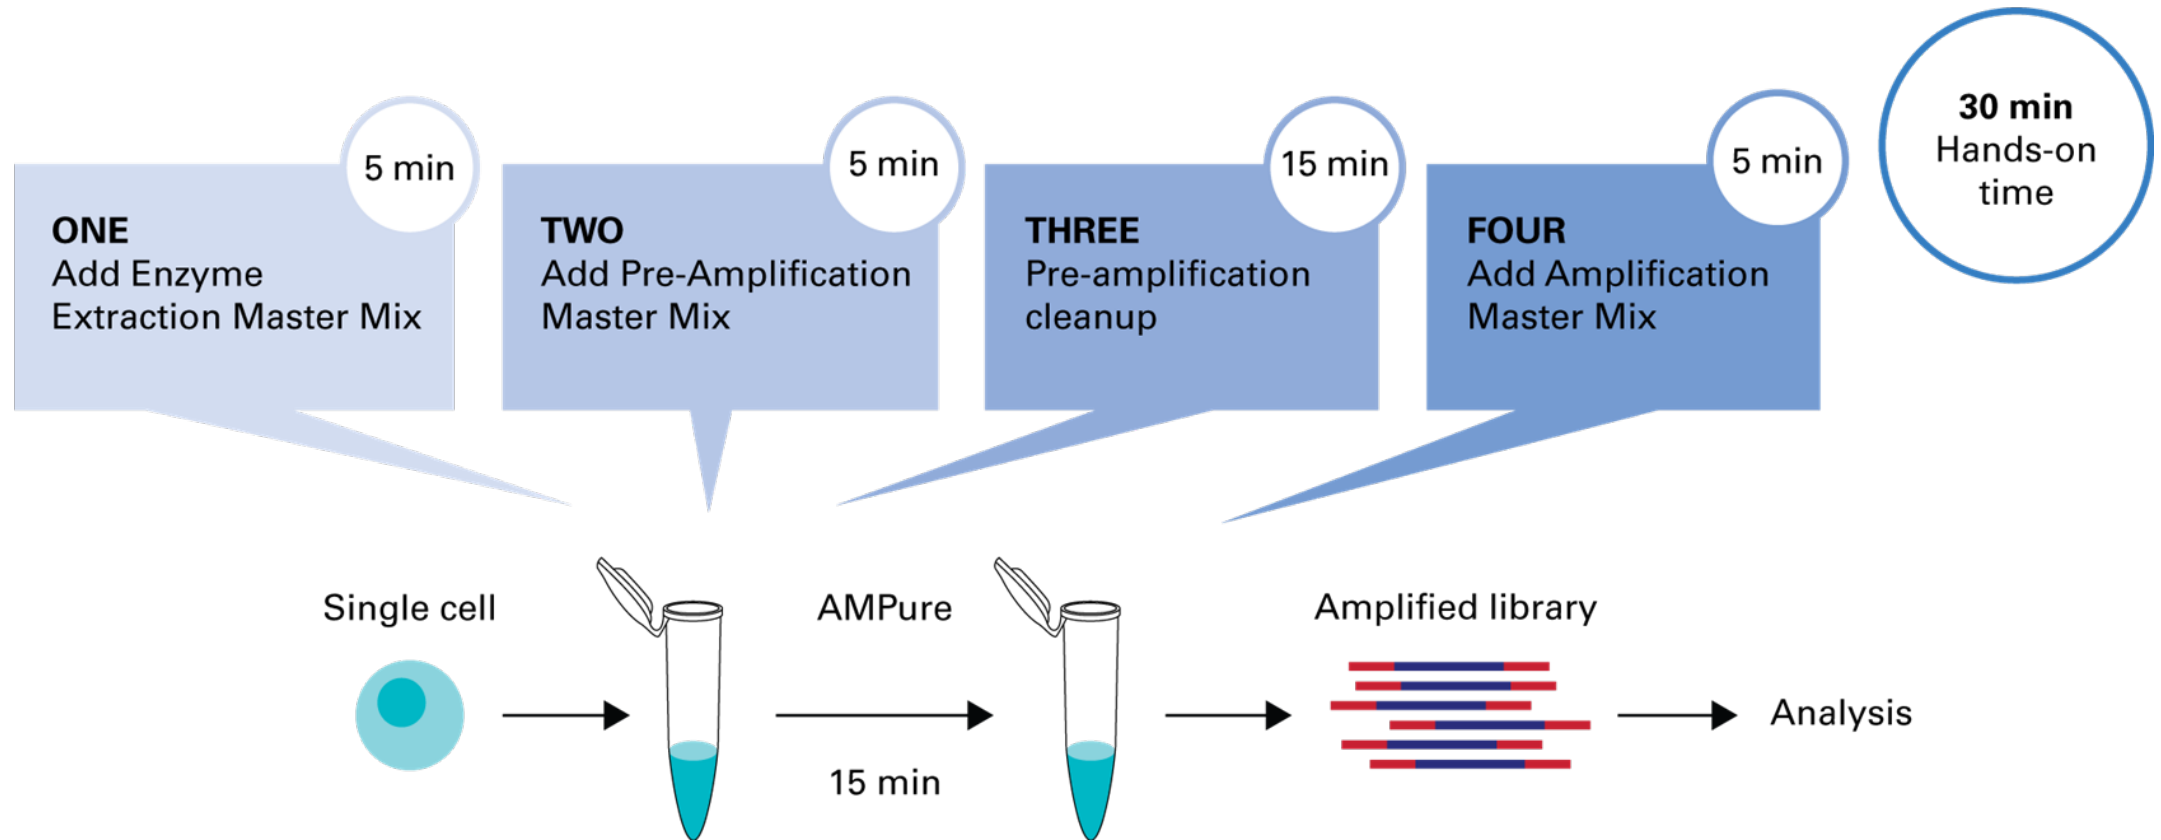 5 min
ONE
Add Enzyme
Extraction Master Mix
5 min
TWO
Add Pre-Amplification
Master Mix
15 min
THREE
Pre-amplification
cleanup
5 min
FOUR
Add Amplification
Master Mix
30 min
Hands-on
time
Single cell
AMPure
15 min
Amplified library
Analysis